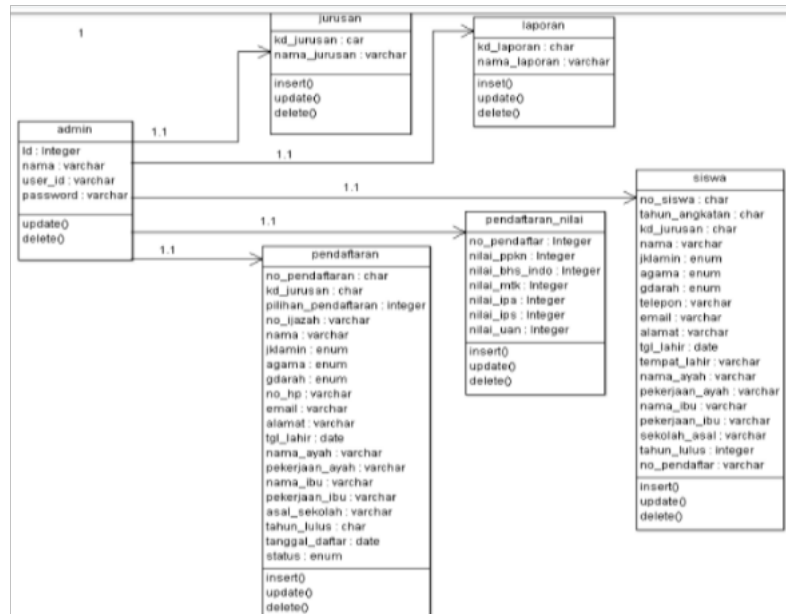 1
jurusan
kd_jurusan : car
nama_jurusan : varchar
insert()
update()
delete()
laporan
kd_laporan : char
nama_laporan : varchar
inset()
update()
delete()
admin
Id : Integer
nama : varchar
user_id : varchar
password : varchar
update()
delete()
1.1
1.1
1.1
1.1
1.1
siswa
no_siswa : char
tahun_angkatan : char
kd_jurusan : char
nama : varchar
jklamin : enum
agama : enum
gdarah : enum
telepon : varchar
email : varchar
alamat : varchar
tgl_lahir : date
tempat_lahir : varchar
nama_ayah : varchar
pekerjaan_ayah : varchar
nama_ibu : varchar
pekerjaan_ibu : varchar
sekolah_asal : varchar
tahun_lulus : integer
no_pendaftar : varchar
insert()
update()
delete()
pendaftaran_nilai
no_pendaftar : Integer
nilai_ppkn : Integer
nilai_bhs_indo : Integer
nilai_mtk : Integer
nilai_ipa : Integer
nilai_ips : Integer
nilai_uan : Integer
insert()
update()
delete()
pendaftaran
no_pendaftaran : char
kd_jurusan : char
pilihan_pendaftaran : integer
no_ijazah : varchar
nama : varchar
jklamin : enum
agama : enum
gdarah : enum
no_hp : varchar
email : varchar
alamat : varchar
tgl_lahir : date
nama_ayah : varchar
pekerjaan_ayah : varchar
nama_ibu : varchar
pekerjaan_ibu : varchar
asal_sekolah : varchar
tahun_lulus : char
tanggal_daftar : date
status : enum
insert()
update()
delete()